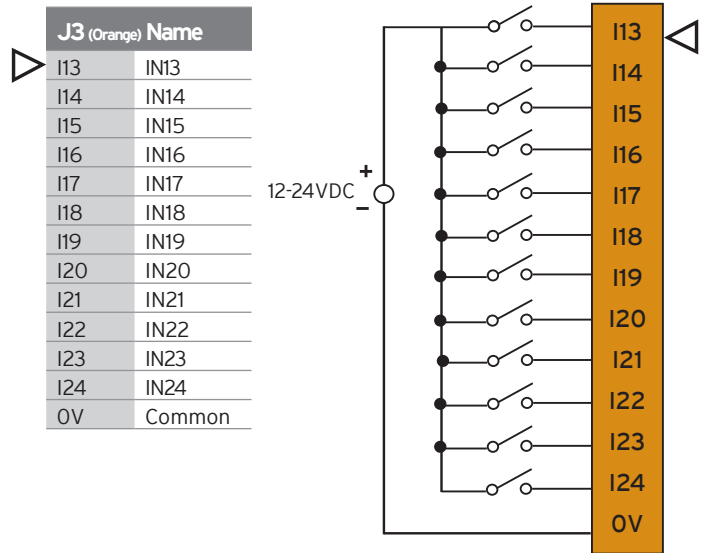 J3 (Orange) Name
I13 IN13
I14 IN14
I15 IN15
I16 IN16
I17 IN17
I18 IN18
I19 IN19
I20 IN20
I21 IN21
I22 IN22
I23 IN23
I24 IN24
0V Common
+
12-24VDC
–
I13
I14
I15
I16
I17
I18
I19
I20
I21
I22
I23
I24
0V